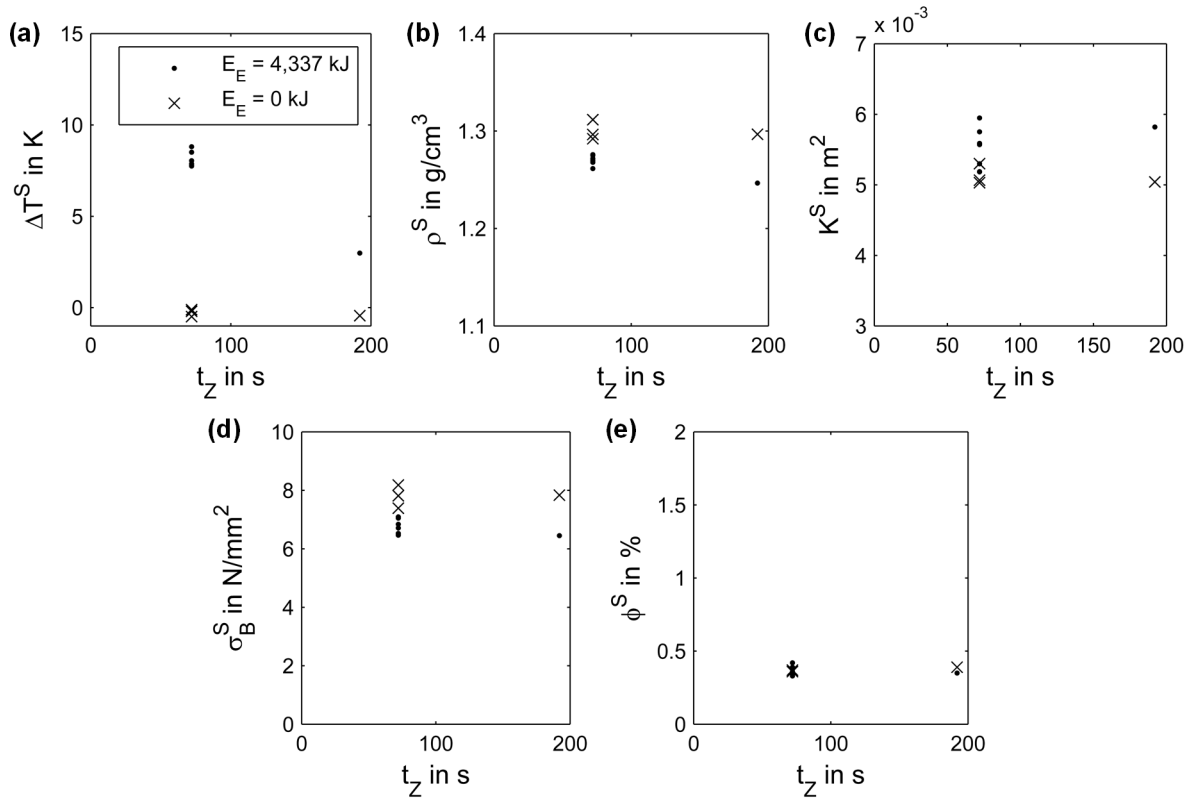 (a)
15
10
5
0
0
100
200
ΔT^S in K
t_Z in s
E_E = 4,337 kJ
E_E = 0 kJ
(b)
1.4
1.3
1.2
1.1
0
100
200
ρ^S in g/cm^3
t_Z in s
(c)
x 10^-3
7
6
5
4
3
0
50
100
150
200
K^S in m^2
t_Z in s
(d)
10
8
6
4
2
0
0
100
200
σ_B^S in N/mm^2
t_Z in s
(e)
2
1.5
1
0.5
0
0
100
200
ϕ^S in %
t_Z in s